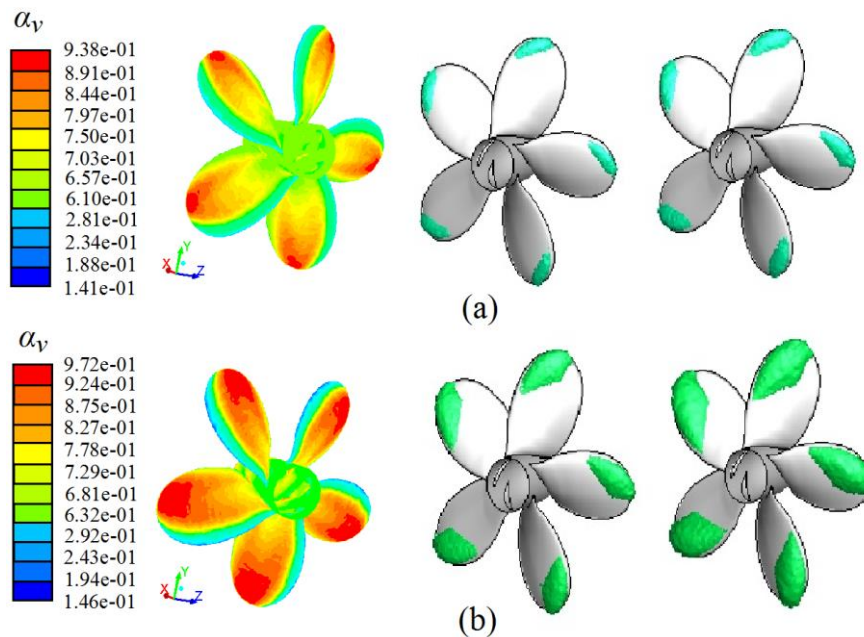 αv
9.38e-01
8.91e-01
8.44e-01
7.97e-01
7.50e-01
7.03e-01
6.57e-01
6.10e-01
2.81e-01
2.34e-01
1.88e-01
1.41e-01
Y
X
Z
(a)
αv
9.72e-01
9.24e-01
8.75e-01
8.27e-01
7.78e-01
7.29e-01
6.81e-01
6.32e-01
2.92e-01
2.43e-01
1.94e-01
1.46e-01
Y
X
Z
(b)